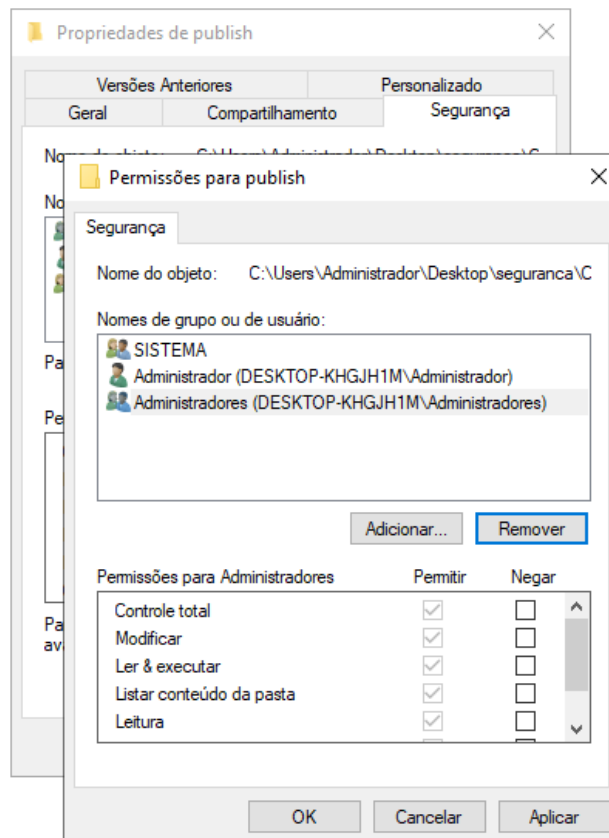 Propriedades de publish
Versões Anteriores Personalizado
Geral Compartilhamento Segurança
Permissões para publish
Segurança
Nome do objeto: C:\Users\Administrador\Desktop\seguranca\C
Nomes de grupo ou de usuário:
SISTEMA
Administrador (DESKTOP-KHGJH1M\Administrador)
Administradores (DESKTOP-KHGJH1M\Administradores)
Adicionar... Remover
Permissões para Administradores Permitir Negar
Controle total
Modificar
Ler & executar
Listar conteúdo da pasta
Leitura
OK Cancelar Aplicar